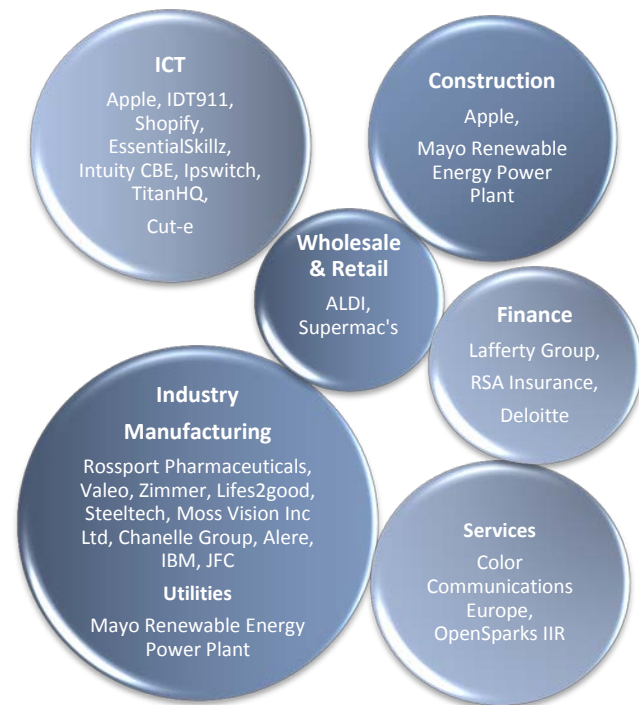 ICT
Apple, IDT911,
Shopify,
EssentialSkillz,
Intuity CBE, Ipswitch,
TitanHQ,
Cut-e
Construction
Apple,
Mayo Renewable
Energy Power
Plant
Wholesale
& Retail
ALDI,
Supermac's
Finance
Lafferty Group,
RSA Insurance,
Deloitte
Industry
Manufacturing
Rossport Pharmaceuticals,
Valeo, Zimmer, Lifes2good,
Steeltech, Moss Vision Inc
Ltd, Chanelle Group, Alere,
IBM, JFC
Utilities
Mayo Renewable Energy
Power Plant
Services
Color
Communications
Europe,
OpenSparks IIR